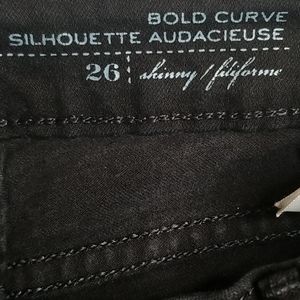 BOLD CURVE
SILHOUETTE AUDACIEUSE
26 skinny / filiforme